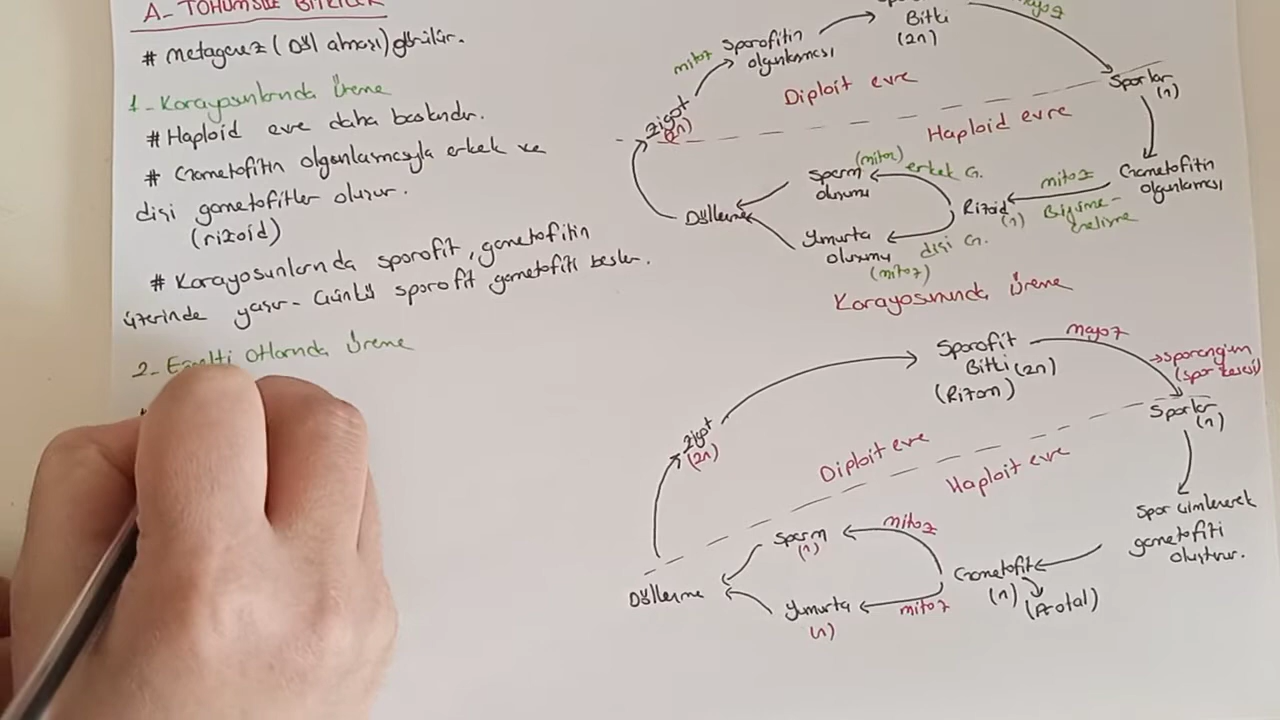 A- TOHUMSUZ BİTKİLER
# Metagenez (Döl alması) görülür.
1- Karayosunlarında Üreme
# Haploid evre daha baskındır.
# Gametofitin olgunlaşmasıyla erkek ve
dişi gametofitler oluşur.
(rizoid)
# Karayosunlarında sporofit, gametofitin
üzerinde yaşar. Çünkü sporofit gametofiti besler.
2- Eğrelti otlarında Üreme
Bitki
(2n)
mayoz
mitoz
Sporofitin
olgunlaşması
Zigot
(2n)
Diploit evre
Sporlar
(n)
Haploid evre
Gametofitin
olgunlaşması
mitoz
Büyüme-
Gelişme
Rizoid
(n)
erkek G.
(mitoz)
Sperm
oluşumu
dişi G.
Yumurta
oluşumu
(mitoz)
Döllenme
Karayosununda Üreme
Sporofit
Bitki (2n)
(Rizom)
mayoz
sporangium
(spor kesesi)
Sporlar
(n)
Zigot
(2n)
Diploit evre
Haploit evre
Spor çimlenerek
gametofiti
oluşturur.
Gametofit
(n)
(Protal)
mitoz
Sperm
(n)
mitoz
Yumurta
(n)
Döllenme